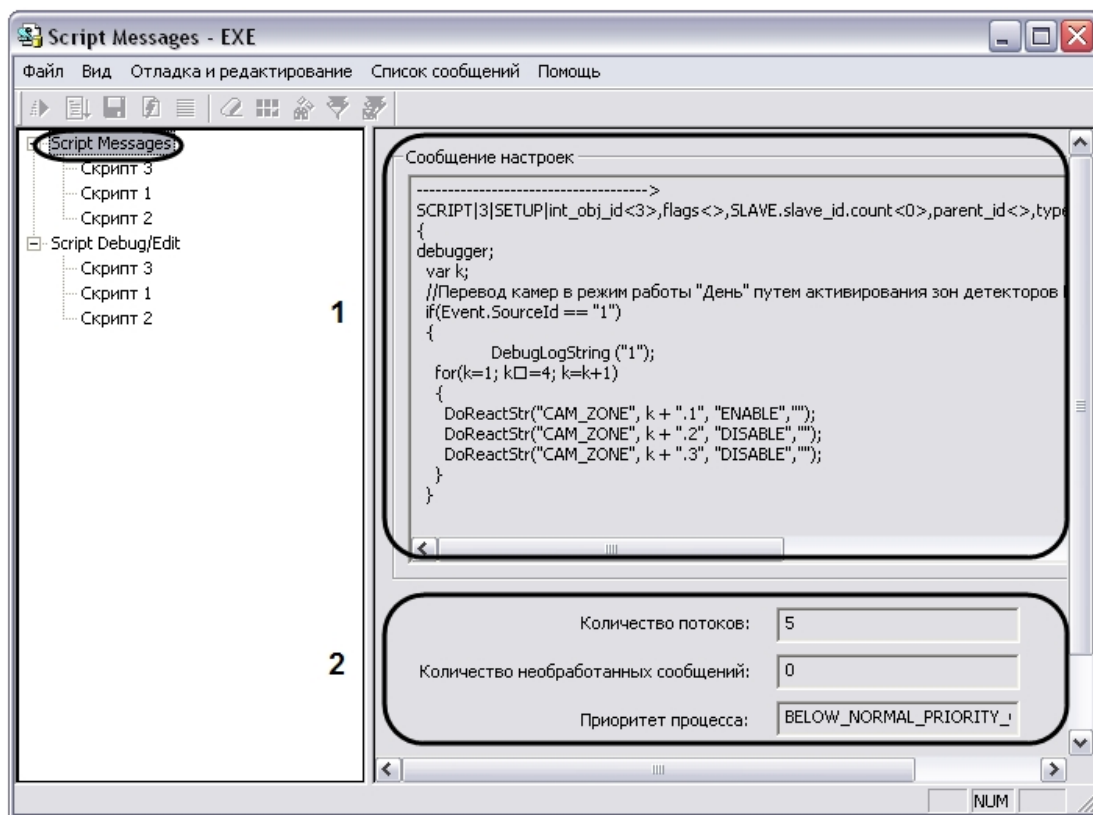 Script Messages - EXE
Файл Вид Отладка и редактирование Список сообщений Помощь
Script Messages
Скрипт 3
Скрипт 1
Скрипт 2
Script Debug/Edit
Скрипт 3
Скрипт 1
Скрипт 2
1
Сообщение настроек
------------------------------------->
SCRIPT|3|SETUP|int_obj_id<3>,flags<>,SLAVE.slave_id.count<0>,parent_id<>,type
{
debugger;
var k;
//Перевод камер в режим работы "День" путем активирования зон детекторов
if(Event.SourceId == "1")
{
DebugLogString ("1");
for(k=1; k□=4; k=k+1)
{
DoReactStr("CAM_ZONE", k + ".1", "ENABLE","");
DoReactStr("CAM_ZONE", k + ".2", "DISABLE","");
DoReactStr("CAM_ZONE", k + ".3", "DISABLE","");
}
}
2
Количество потоков: 5
Количество необработанных сообщений: 0
Приоритет процесса: BELOW_NORMAL_PRIORITY_
NUM